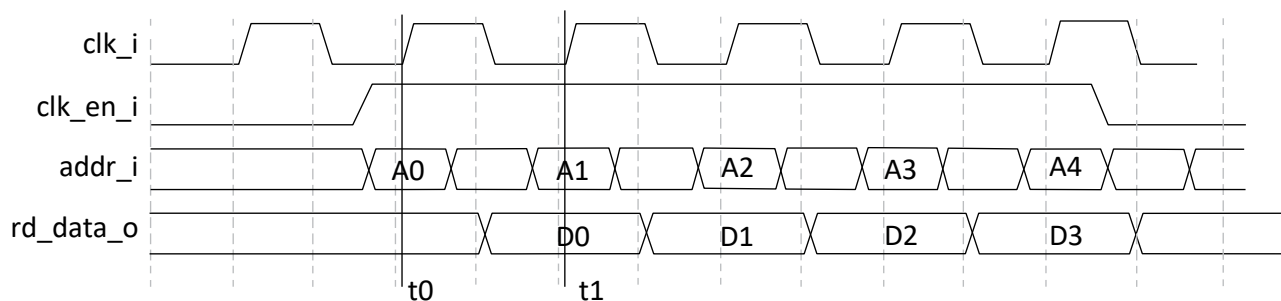 clk_i
clk_en_i
addr_i A0 A1 A2 A3 A4
rd_data_o D0 D1 D2 D3
t0 t1